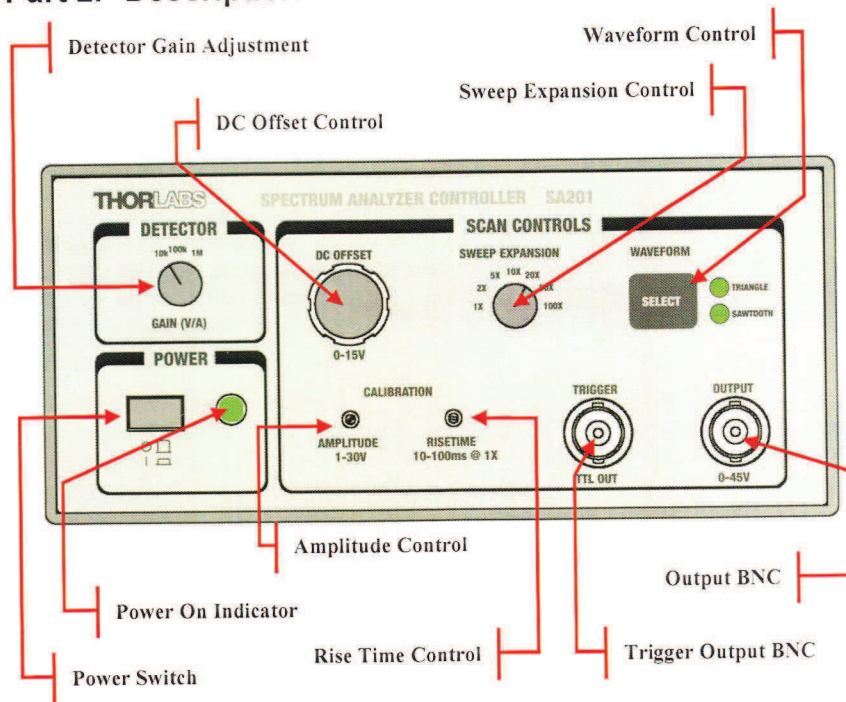 Detector Gain Adjustment
Waveform Control
Sweep Expansion Control
DC Offset Control
THORLABS
SPECTRUM ANALYZER CONTROLLER SA201
DETECTOR
10k 100k 1M
GAIN (V/A)
POWER
SCAN CONTROLS
DC OFFSET
0-15V
SWEEP EXPANSION
1X 2X 5X 10X 20X
100X
WAVEFORM
SELECT
TRIANGLE
SAWTOOTH
CALIBRATION
AMPLITUDE
1-30V
RISETIME
10-100ms @ 1X
TRIGGER
TTL OUT
OUTPUT
0-45V
Amplitude Control
Output BNC
Power On Indicator
Rise Time Control
Trigger Output BNC
Power Switch